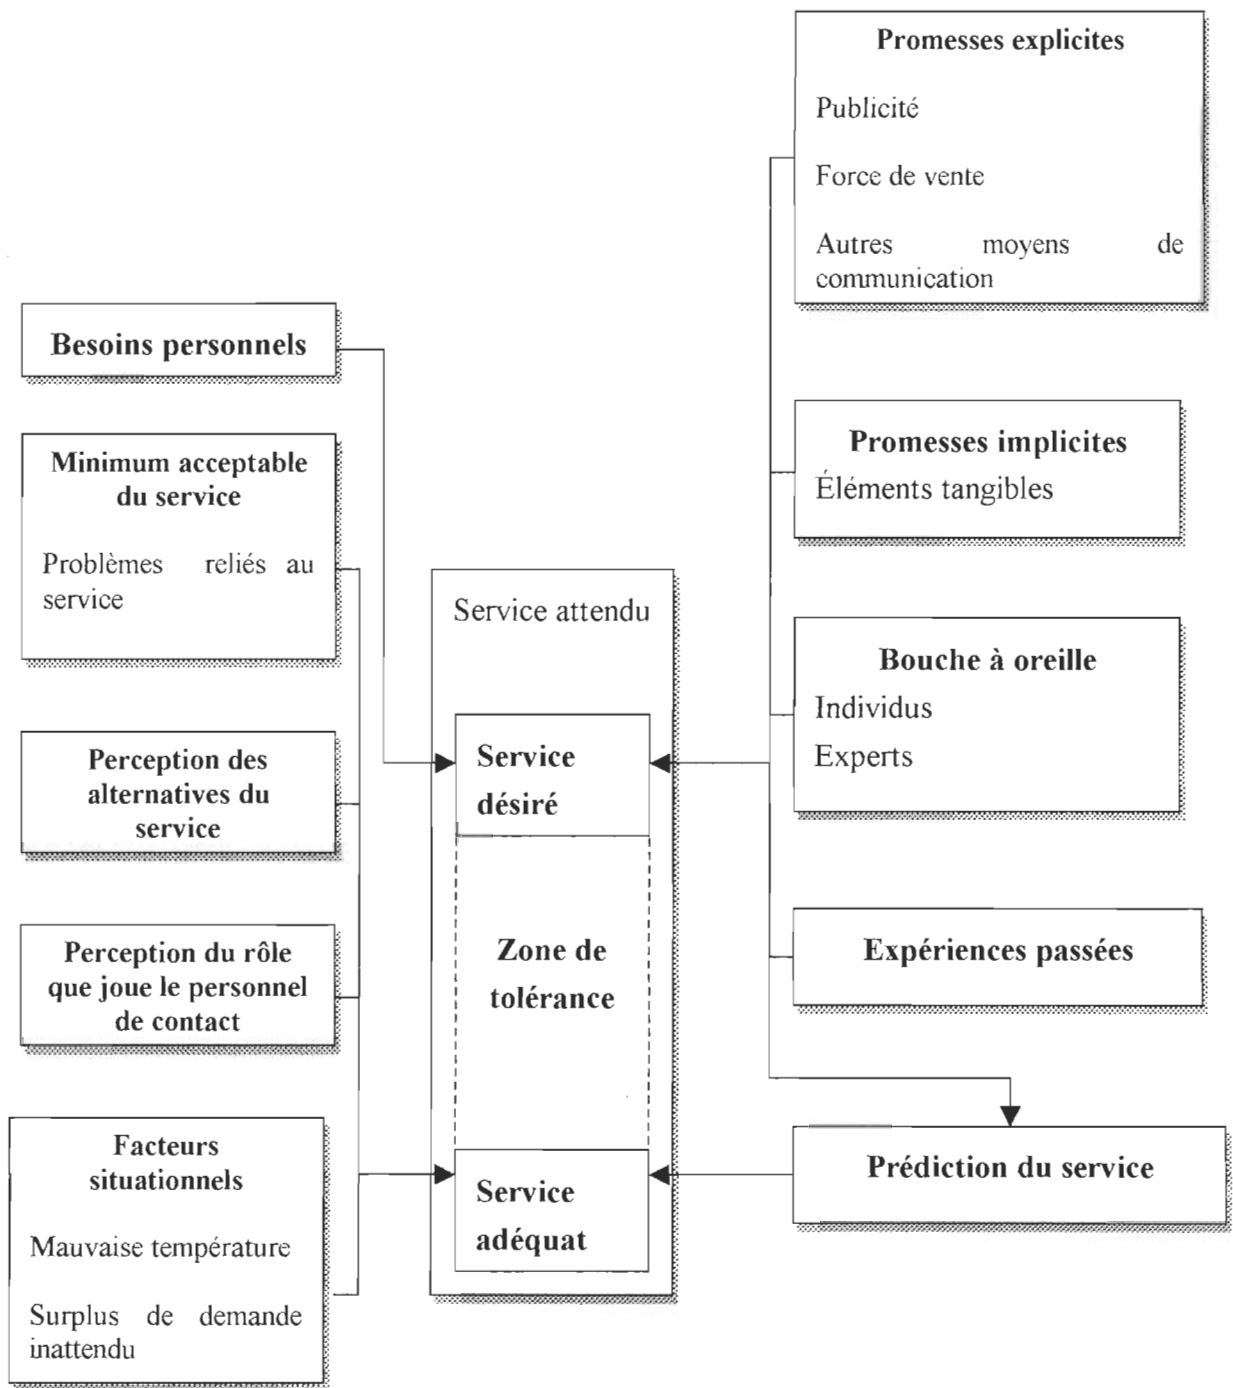 Promesses explicites
Publicité
Force de vente
Autres moyens de
communication
Besoins personnels
Minimum acceptable
du service
Problèmes reliés au
service
Promesses implicites
Éléments tangibles
Service attendu
Bouche à oreille
Individus
Experts
Perception des
alternatives du
service
Service
désiré
Perception du rôle
que joue le personnel
de contact
Zone de
tolérance
Expériences passées
Facteurs
situationnels
Mauvaise température
Surplus de demande
inattendu
Service
adéquat
Prédiction du service